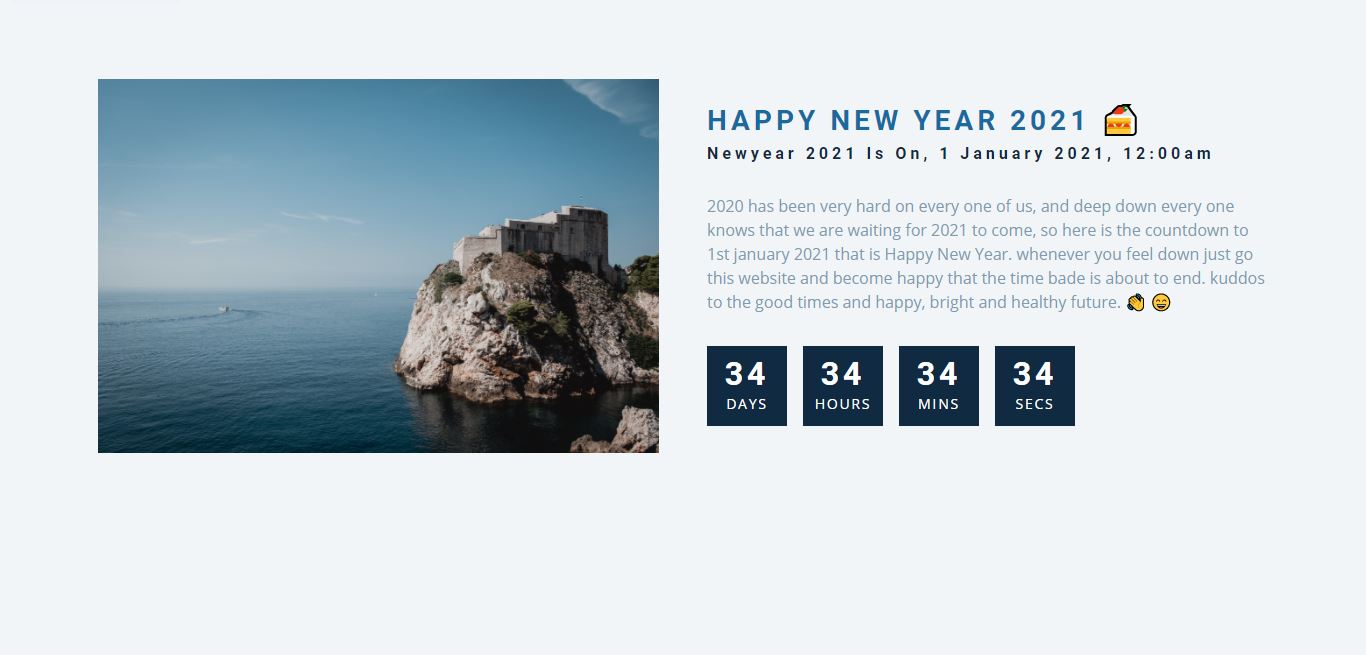 HAPPY NEW YEAR 2021 🍰
Newyear 2021 Is On, 1 January 2021, 12:00am
2020 has been very hard on every one of us, and deep down every one
knows that we are waiting for 2021 to come, so here is the countdown to
1st january 2021 that is Happy New Year. whenever you feel down just go
this website and become happy that the time bade is about to end. kuddos
to the good times and happy, bright and healthy future. 👏 😄
34 34 34 34
DAYS HOURS MINS SECS